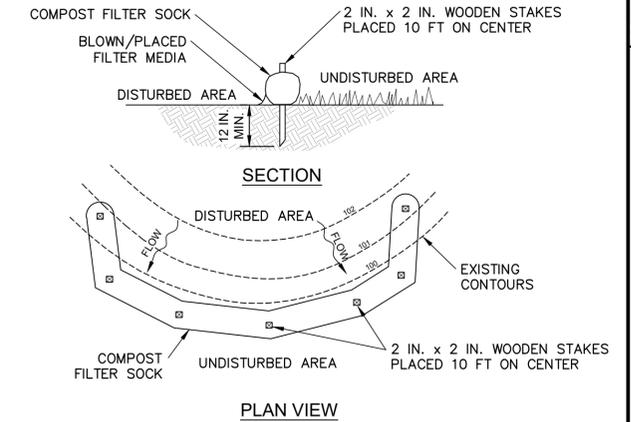 COMPOST FILTER SOCK
2 IN. x 2 IN. WOODEN STAKES
PLACED 10 FT ON CENTER
BLOWN/PLACED
FILTER MEDIA
UNDISTURBED AREA
DISTURBED AREA
12 IN.
MIN.
SECTION
DISTURBED AREA
102
FLOW
FLOW
101
100
EXISTING
CONTOURS
COMPOST
FILTER SOCK
UNDISTURBED AREA
2 IN. x 2 IN. WOODEN STAKES
PLACED 10 FT ON CENTER
PLAN VIEW